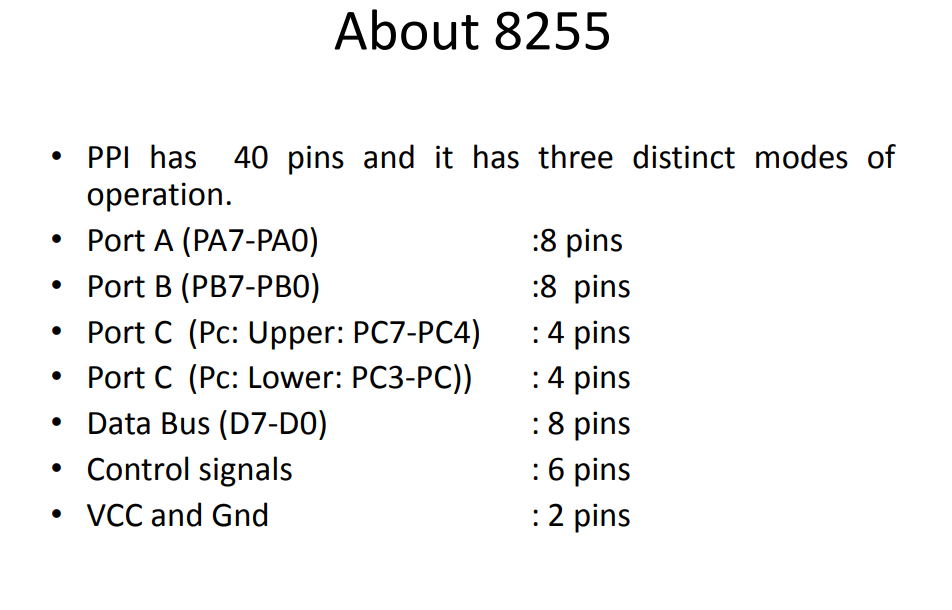 About 8255
• PPI has 40 pins and it has three distinct modes of
operation.
• Port A (PA7-PA0) :8 pins
• Port B (PB7-PB0) :8 pins
• Port C (Pc: Upper: PC7-PC4) : 4 pins
• Port C (Pc: Lower: PC3-PC)) : 4 pins
• Data Bus (D7-D0) : 8 pins
• Control signals : 6 pins
• VCC and Gnd : 2 pins